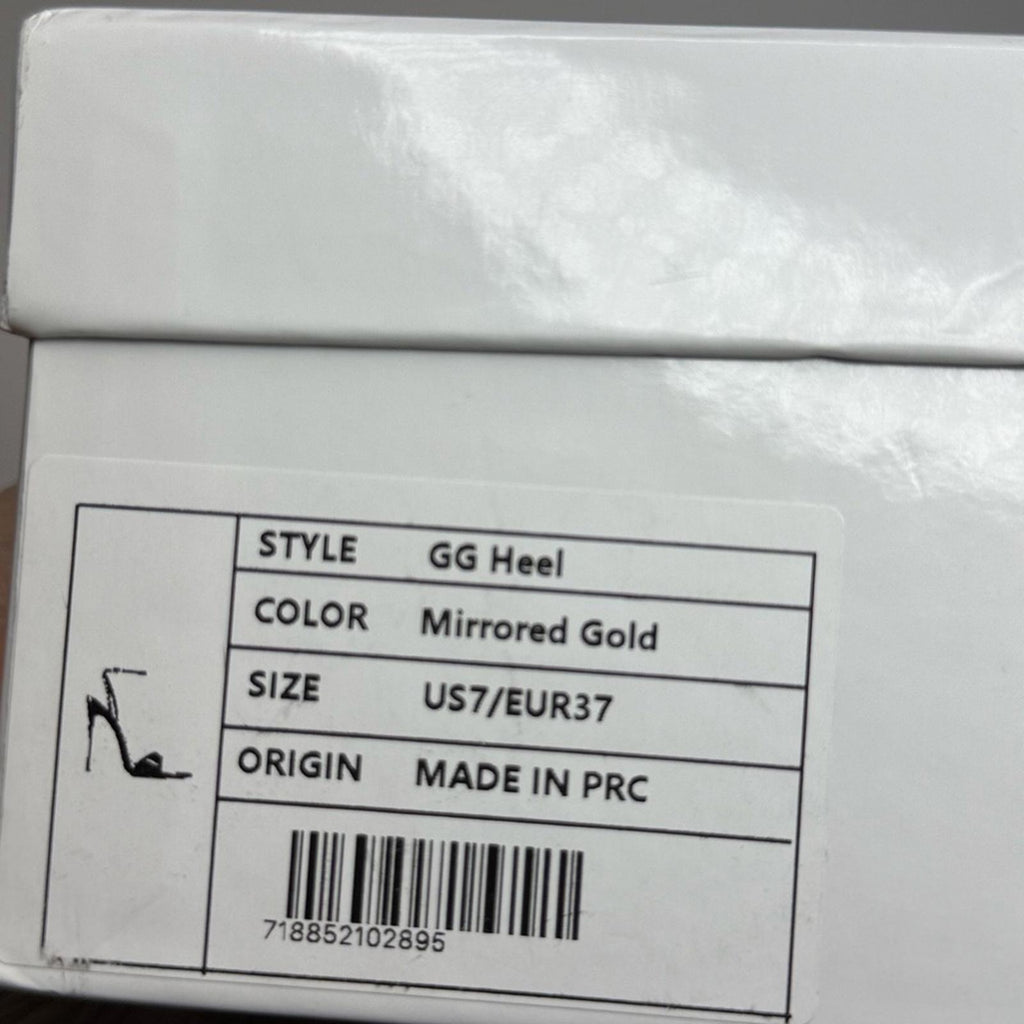 STYLE GG Heel
COLOR Mirrored Gold
SIZE US7/EUR37
ORIGIN MADE IN PRC
718852102895